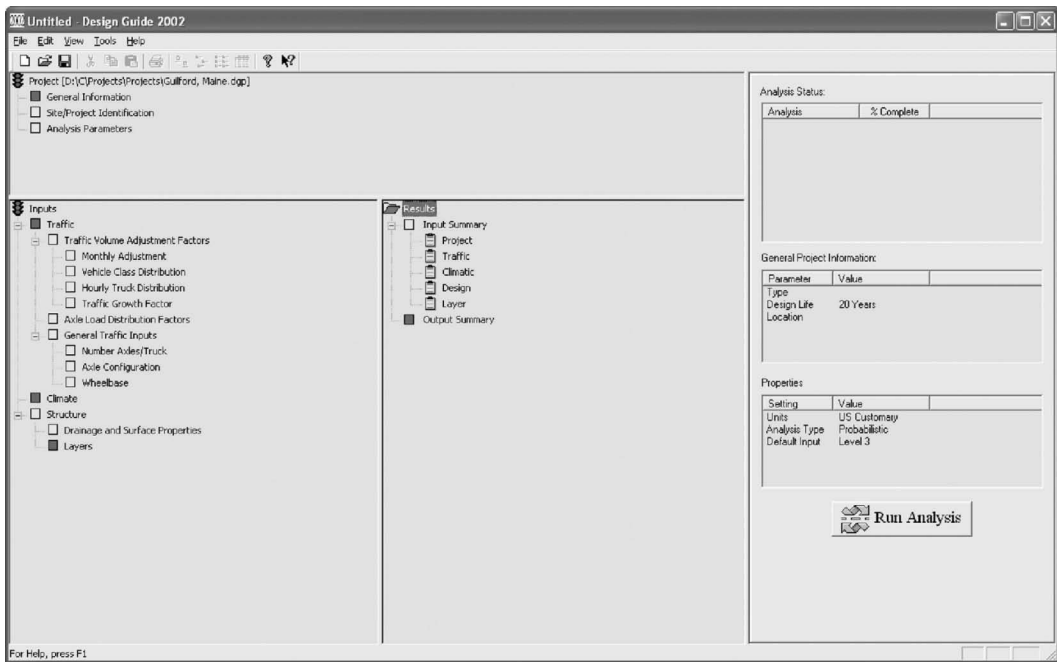 Untitled - Design Guide 2002
File Edit View Tools Help
Project [D:\C\Projects\Projects\Guilford, Maine.dgp]
General Information
Site/Project Identification
Analysis Parameters
Inputs
Traffic
Traffic Volume Adjustment Factors
Monthly Adjustment
Vehicle Class Distribution
Hourly Truck Distribution
Traffic Growth Factor
Axle Load Distribution Factors
General Traffic Inputs
Number Axles/Truck
Axle Configuration
Wheelbase
Climate
Structure
Drainage and Surface Properties
Layers
Results
Input Summary
Project
Traffic
Climatic
Design
Layer
Output Summary
Analysis Status:
Analysis % Complete
General Project Information:
Parameter Value
Type
Design Life 20 Years
Location
Properties
Setting Value
Units US Customary
Analysis Type Probabilistic
Default Input Level 3
Run Analysis
For Help, press F1